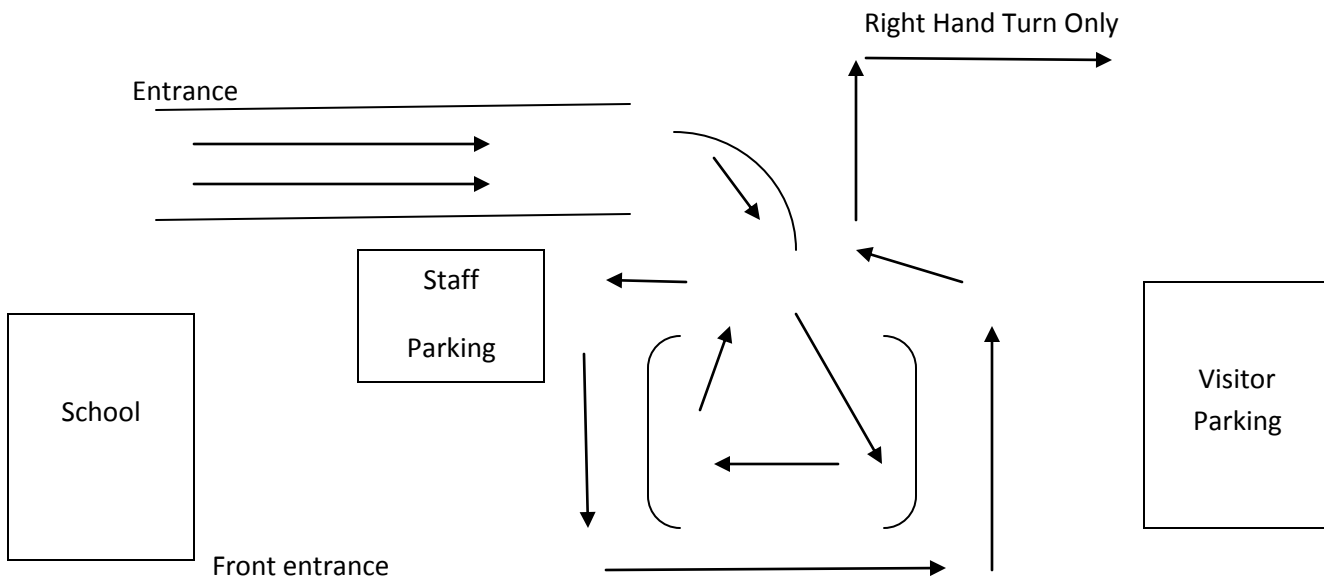 Right Hand Turn Only
Entrance
Staff
Parking
School
Visitor
Parking
Front entrance